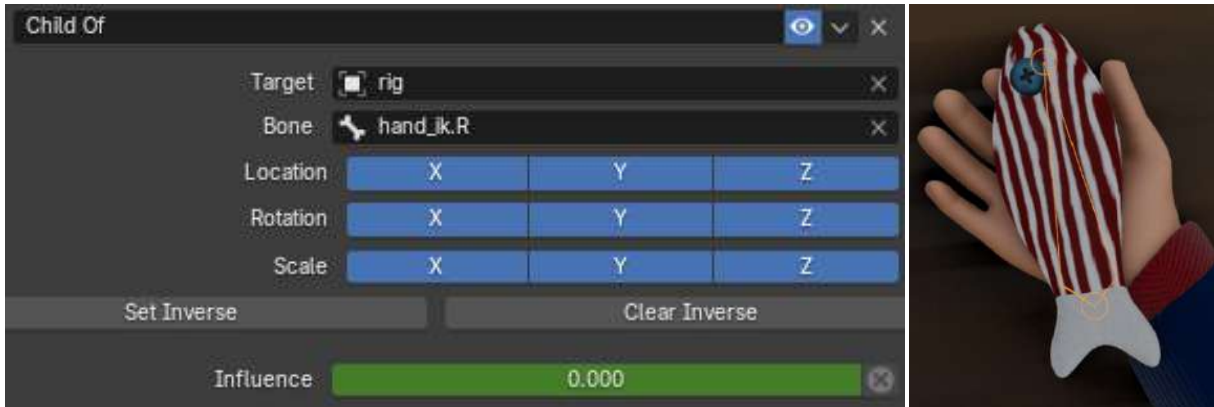 Child Of
Target rig
Bone hand_ik.R
Location X Y Z
Rotation X Y Z
Scale X Y Z
Set Inverse Clear Inverse
Influence 0.000